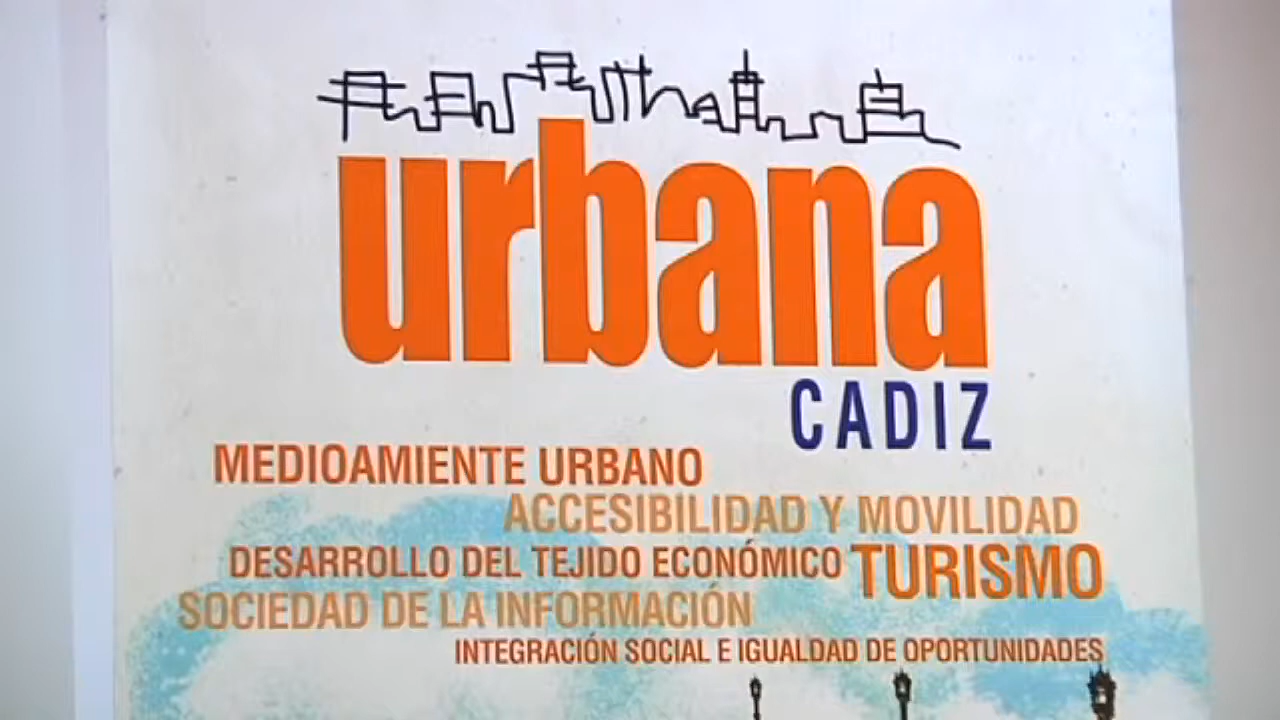 urbana
CADIZ
MEDIOAMIENTE URBANO
ACCESIBILIDAD Y MOVILIDAD
DESARROLLO DEL TEJIDO ECONÓMICO TURISMO
SOCIEDAD DE LA INFORMACIÓN
INTEGRACIÓN SOCIAL E IGUALDAD DE OPORTUNIDADES